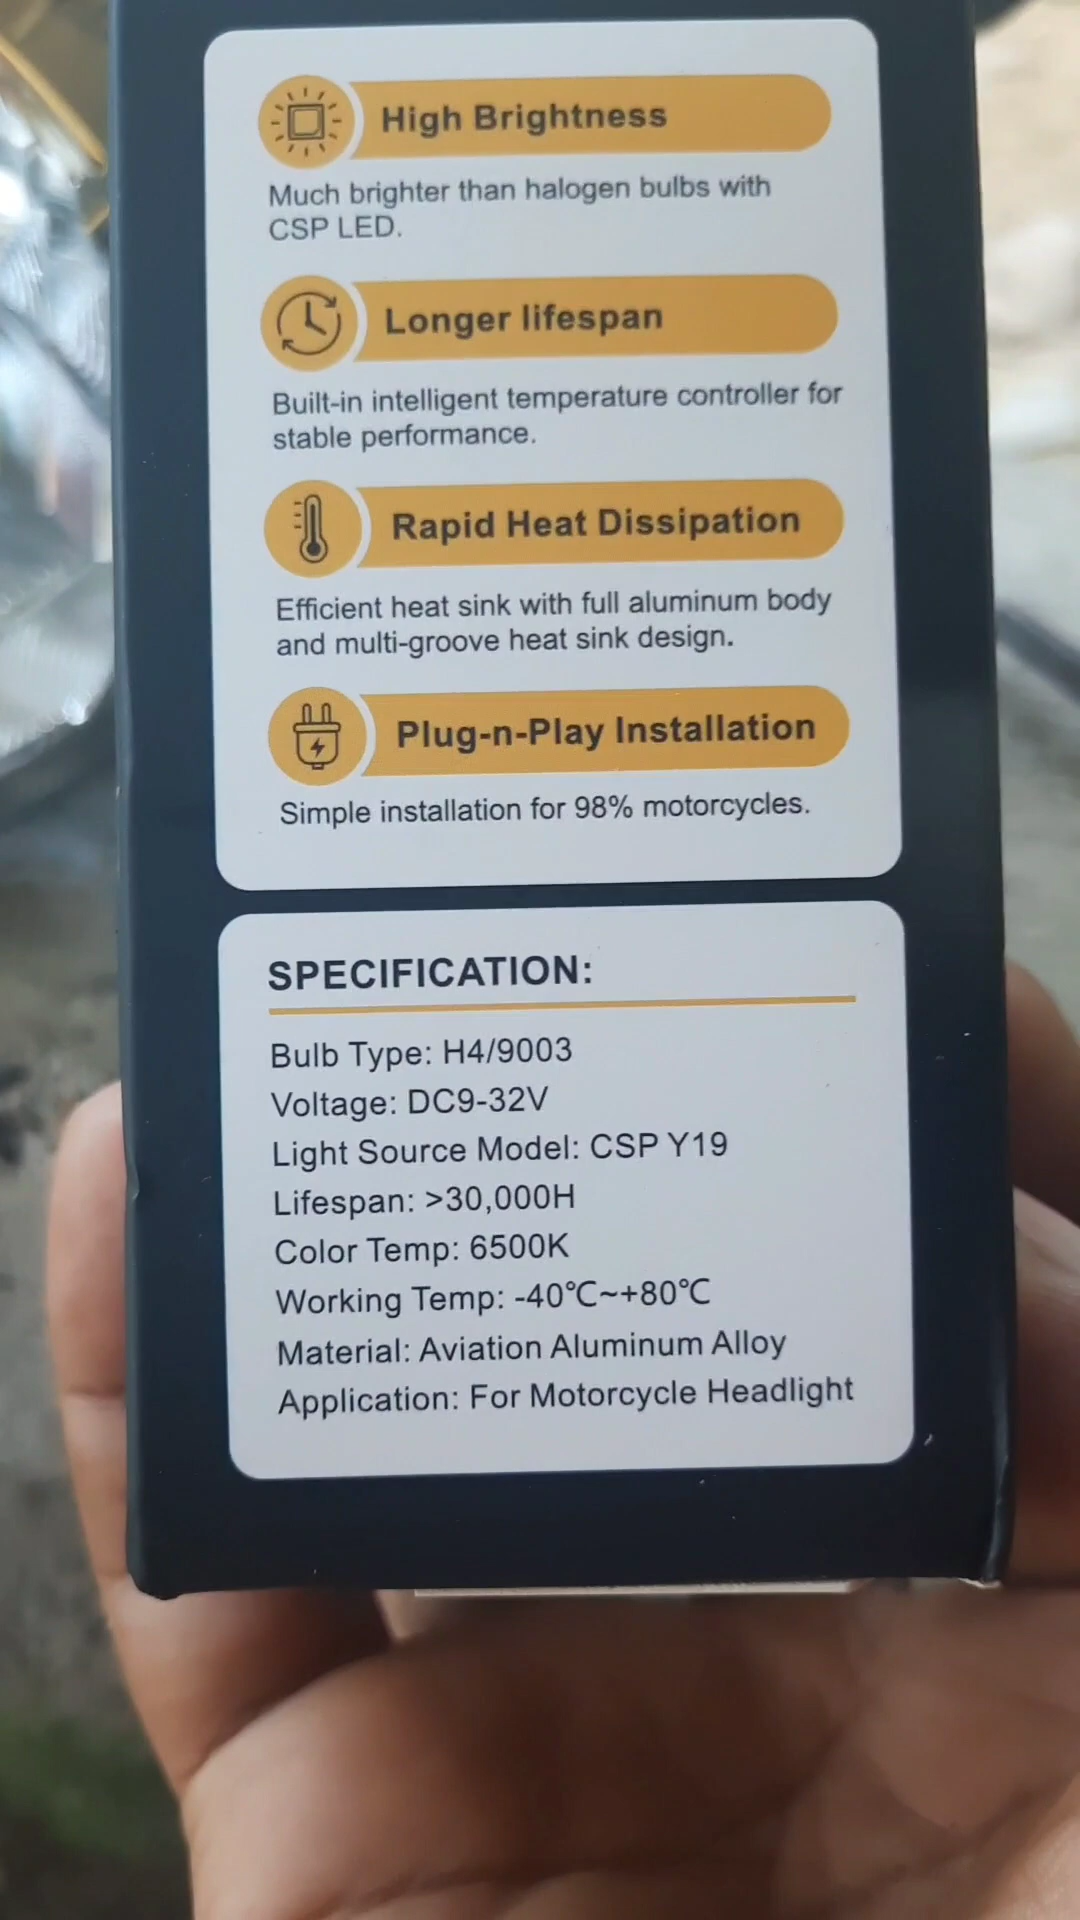 High Brightness
Much brighter than halogen bulbs with
CSP LED.
Longer lifespan
Built-in intelligent temperature controller for
stable performance.
Rapid Heat Dissipation
Efficient heat sink with full aluminum body
and multi-groove heat sink design.
Plug-n-Play Installation
Simple installation for 98% motorcycles.
SPECIFICATION:
Bulb Type: H4/9003
Voltage: DC9-32V
Light Source Model: CSP Y19
Lifespan: >30,000H
Color Temp: 6500K
Working Temp: -40℃~+80℃
Material: Aviation Aluminum Alloy
Application: For Motorcycle Headlight